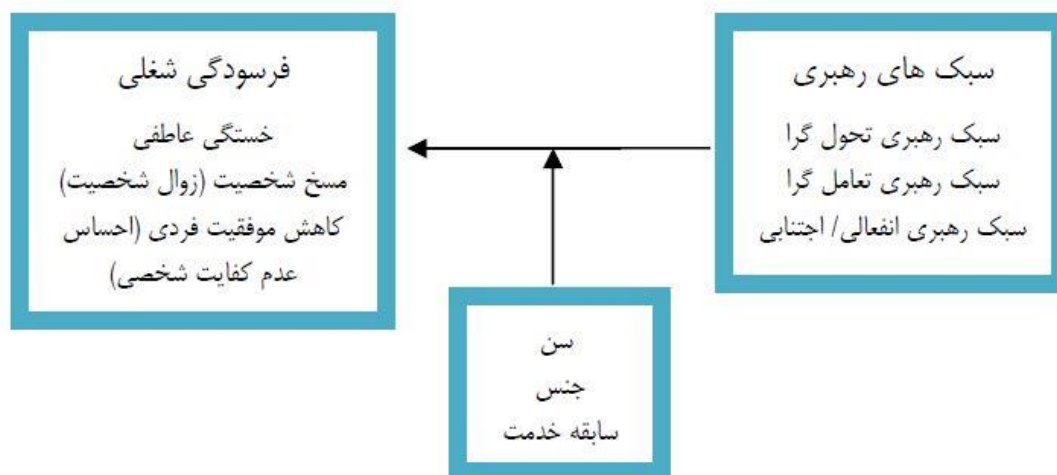 سبک های رهبری
سبک رهبری تحول گرا
سبک رهبری تعامل گرا
سبک رهبری انفعالی/ اجتنابی
فرسودگی شغلی
خستگی عاطفی
مسخ شخصیت (زوال شخصیت)
کاهش موفقیت فردی (احساس
عدم کفایت شخصی)
سن
جنس
سابقه خدمت